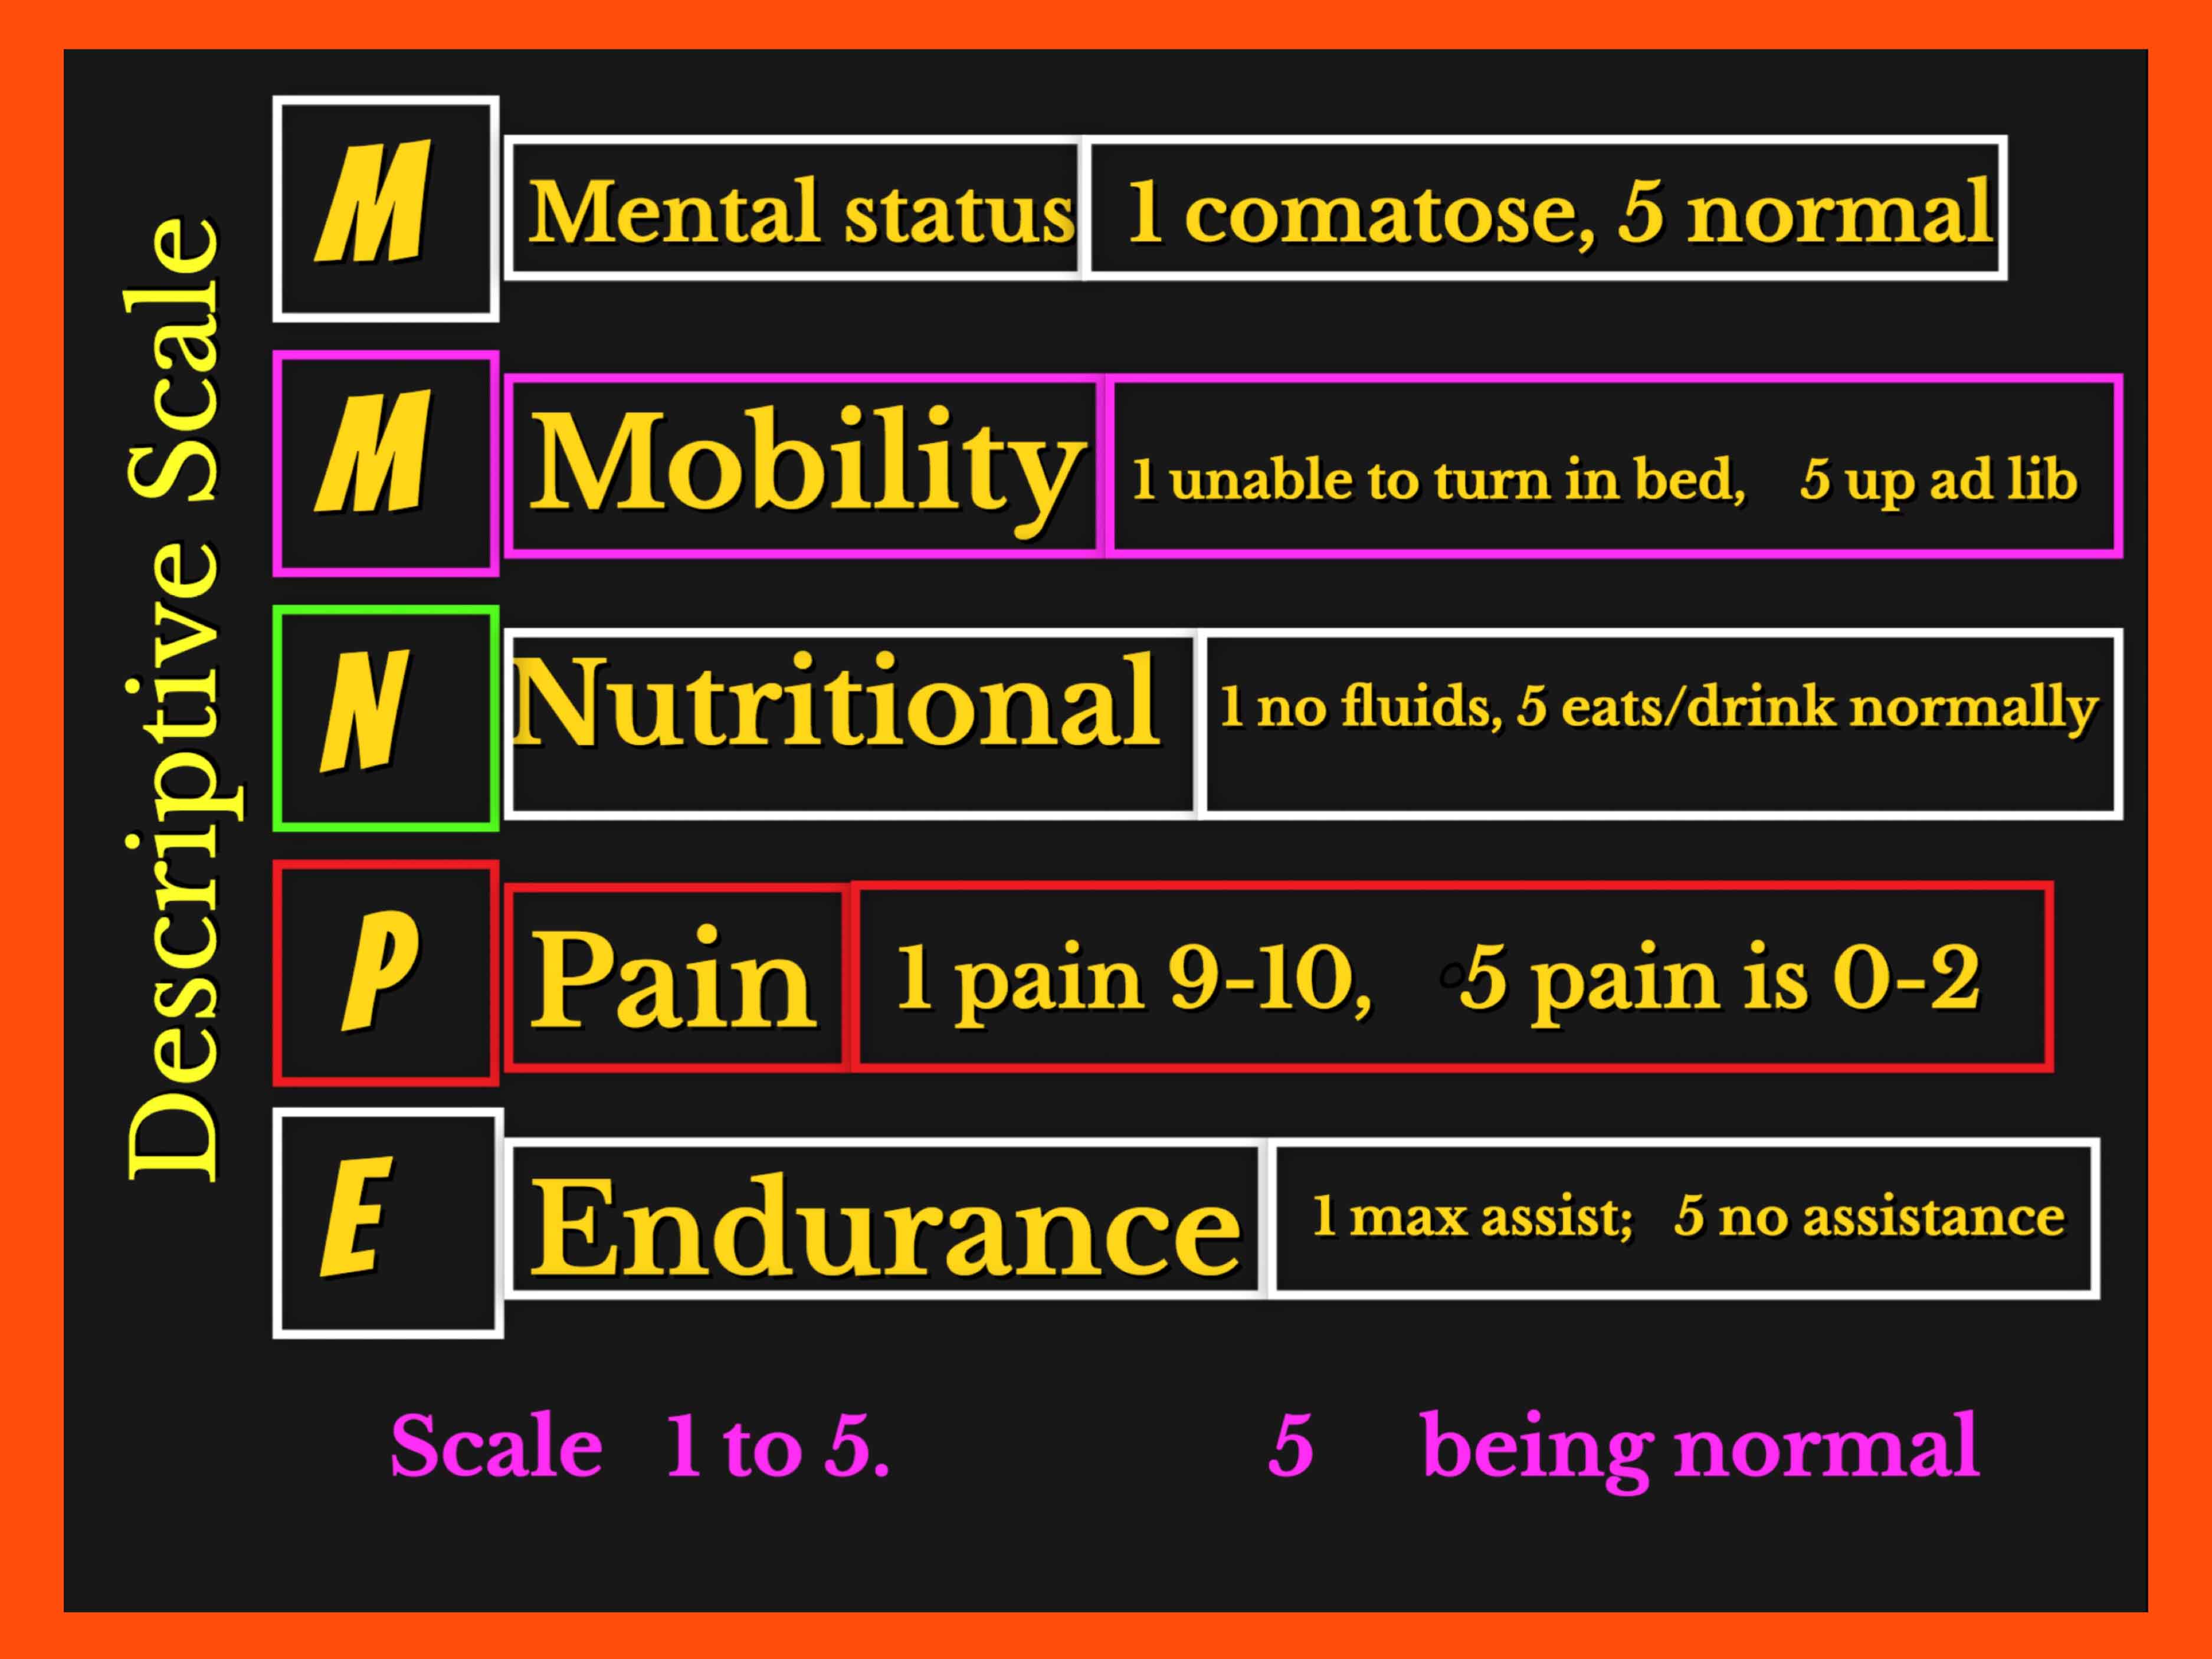 Descriptive Scale
M Mental status 1 comatose, 5 normal
M Mobility 1 unable to turn in bed, 5 up ad lib
N Nutritional 1 no fluids, 5 eats/drink normally
P Pain 1 pain 9-10, 5 pain is 0-2
E Endurance 1 max assist; 5 no assistance
Scale 1 to 5. 5 being normal